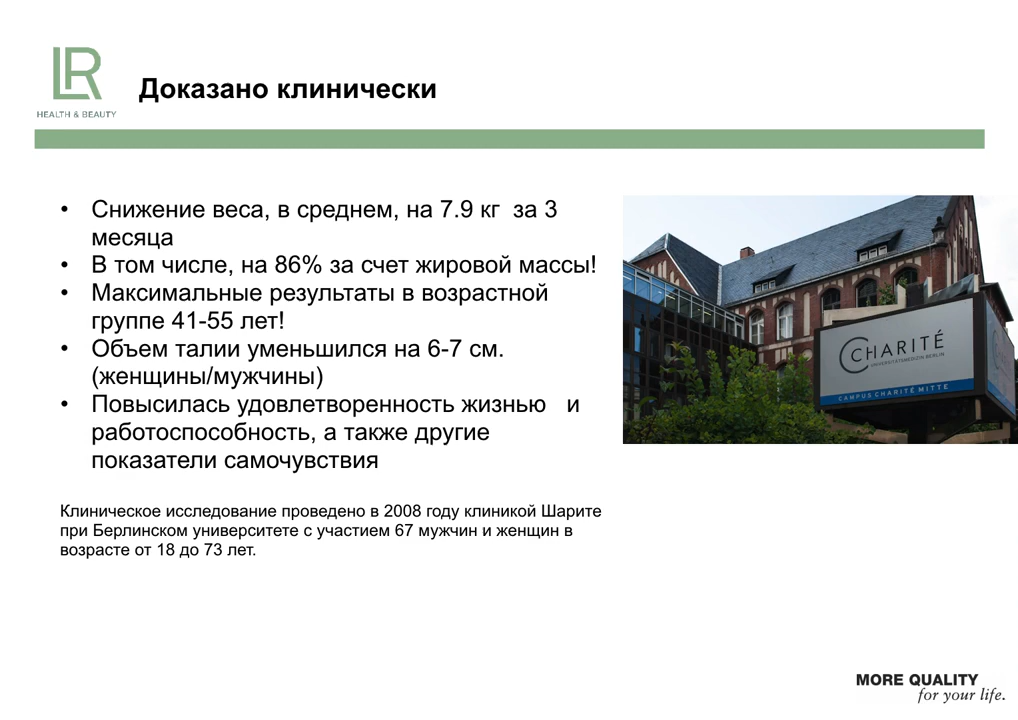 LR
HEALTH & BEAUTY
Доказано клинически
• Снижение веса, в среднем, на 7.9 кг за 3
месяца
• В том числе, на 86% за счет жировой массы!
• Максимальные результаты в возрастной
группе 41-55 лет!
• Объем талии уменьшился на 6-7 см.
(женщины/мужчины)
• Повысилась удовлетворенность жизнью и
работоспособность, а также другие
показатели самочувствия
Клиническое исследование проведено в 2008 году клиникой Шарите
при Берлинском университете с участием 67 мужчин и женщин в
возрасте от 18 до 73 лет.
CHARITÉ
UNIVERSITÄTSMEDIZIN BERLIN
CAMPUS CHARITÉ MITTE
MORE QUALITY
for your life.